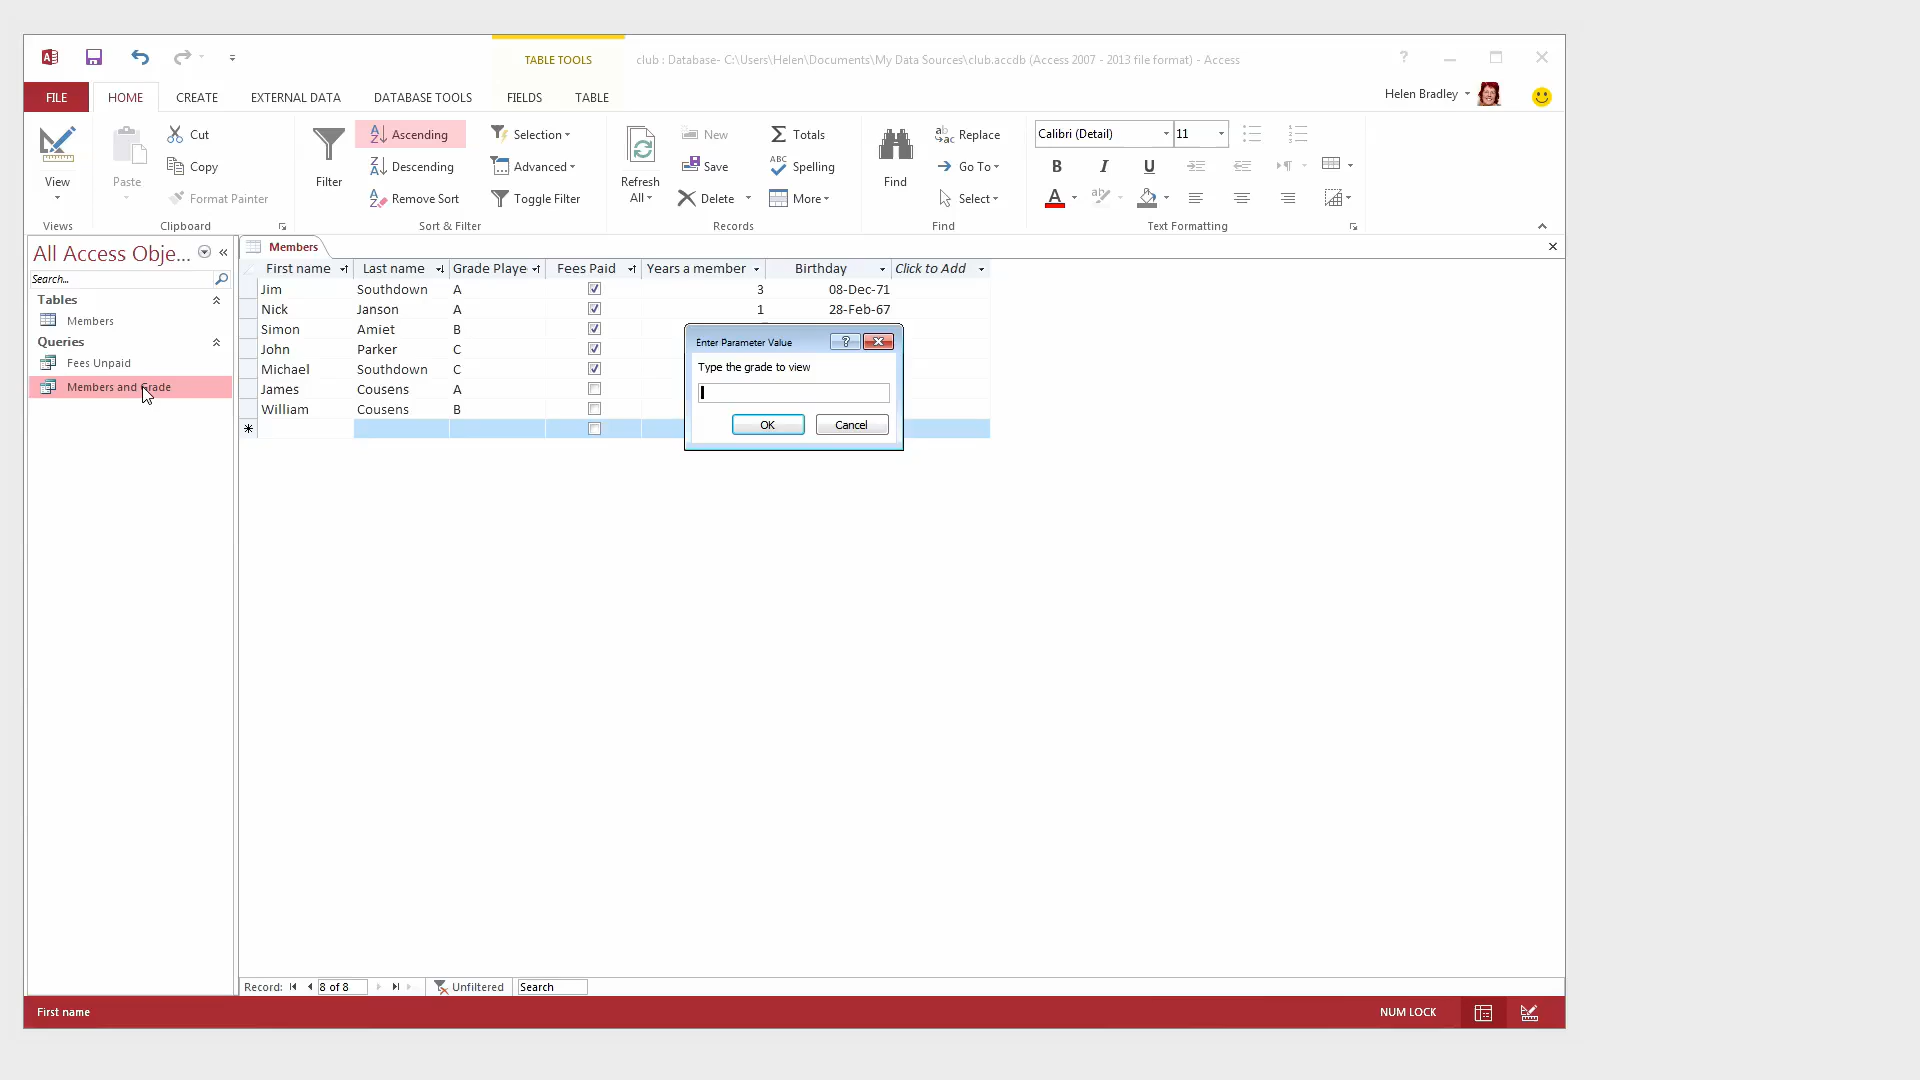 TABLE TOOLS
club : Database- C:\Users\Helen\Documents\My Data Sources\club.accdb (Access 2007 - 2013 file format) - Access
?
FILE HOME CREATE EXTERNAL DATA DATABASE TOOLS FIELDS TABLE
Helen Bradley
View
Views
Paste
Cut
Copy
Format Painter
Clipboard
Filter
Ascending
Descending
Remove Sort
Selection
Advanced
Toggle Filter
Sort & Filter
Refresh
All
New
Save
Delete
Totals
Spelling
More
Records
Find
Replace
Go To
Select
Find
Calibri (Detail) 11
B I U
Text Formatting
All Access Obje...
Search...
Tables
Members
Queries
Fees Unpaid
Members and Grade
Members
First name Last name Grade Playe Fees Paid Years a member Birthday Click to Add
Jim Southdown A 3 08-Dec-71
Nick Janson A 1 28-Feb-67
Simon Amiet B
John Parker C
Michael Southdown C
James Cousens A
William Cousens B
Enter Parameter Value
Type the grade to view
OK Cancel
Record: 8 of 8 Unfiltered Search
First name
NUM LOCK